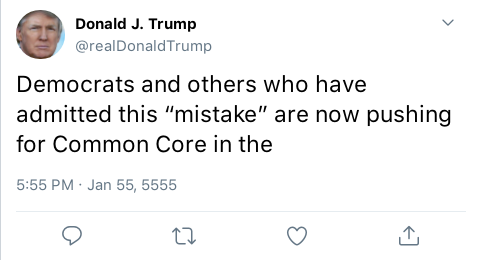 Donald J. Trump
@realDonaldTrump
Democrats and others who have
admitted this “mistake” are now pushing
for Common Core in the
5:55 PM · Jan 55, 5555